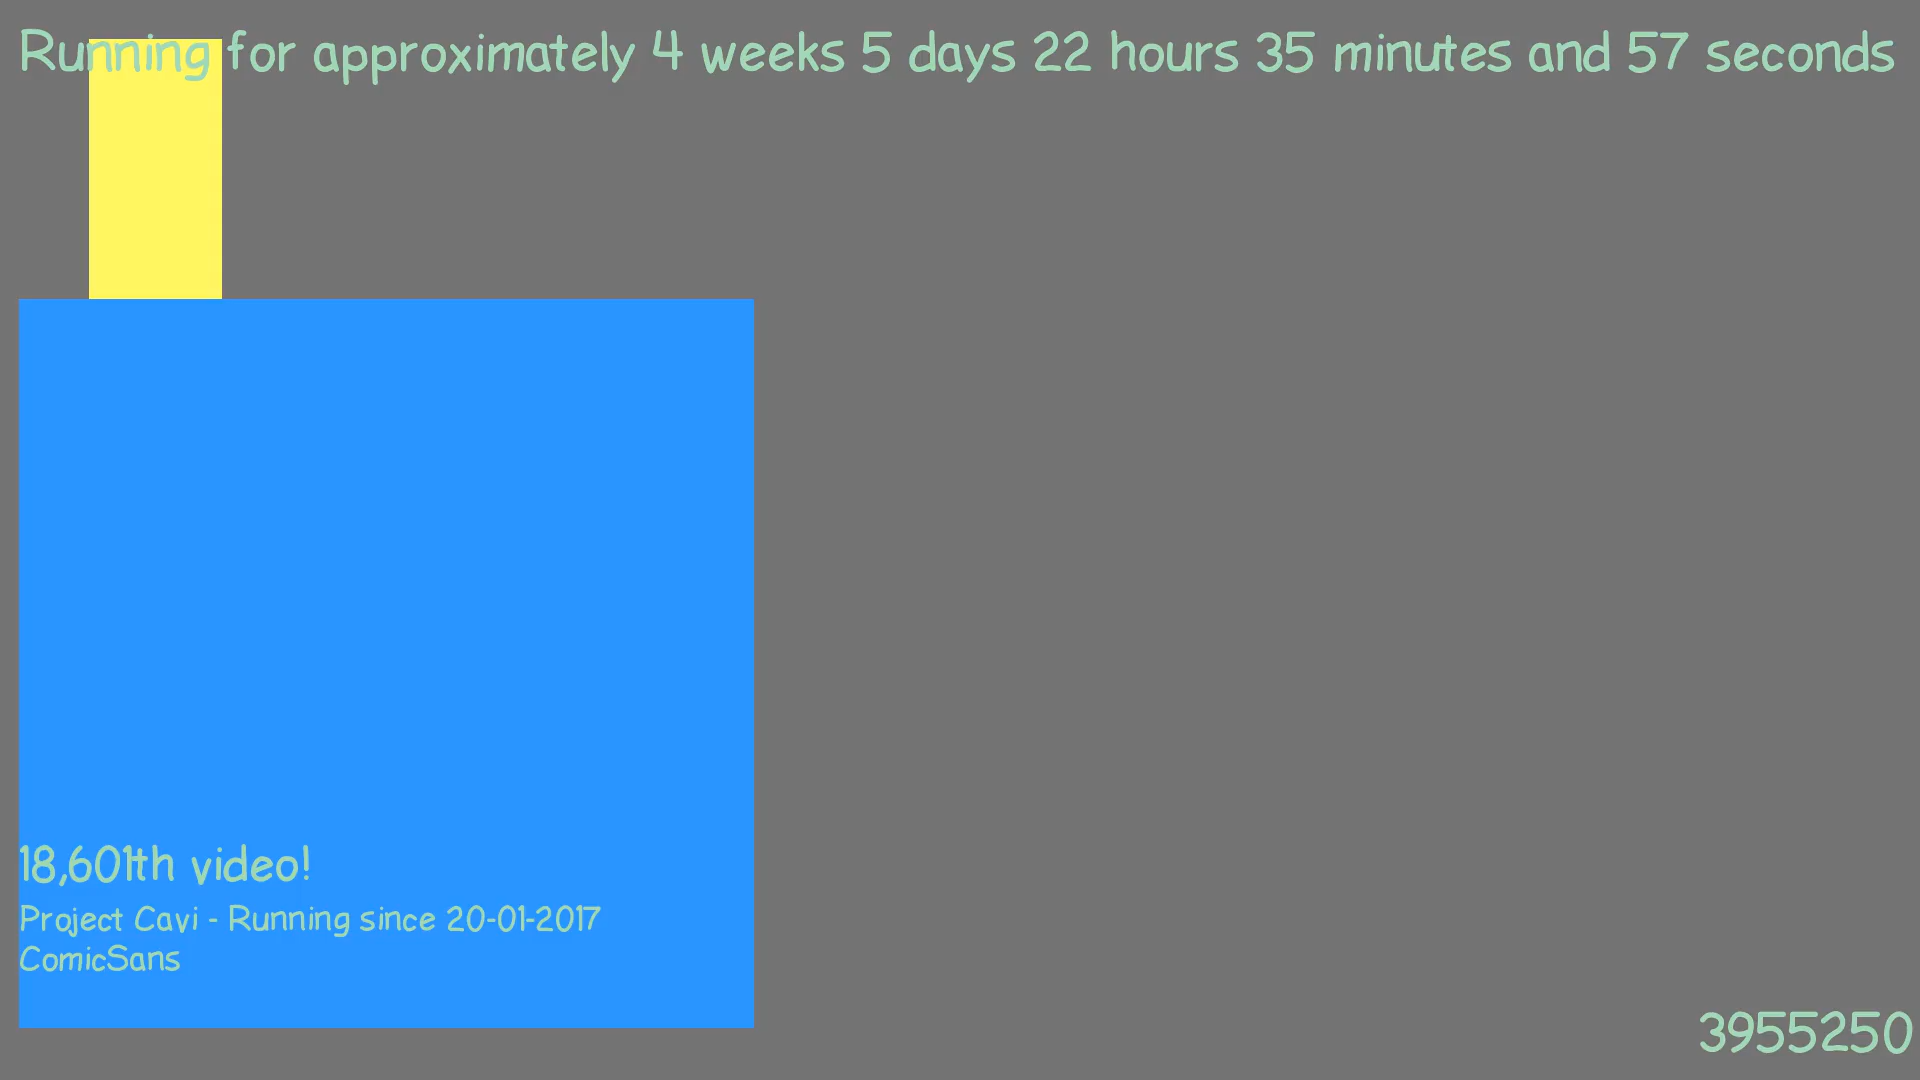 Running for approximately 4 weeks 5 days 22 hours 35 minutes and 57 seconds
18,601th video!
Project Cavi - Running since 20-01-2017
ComicSans
3955250